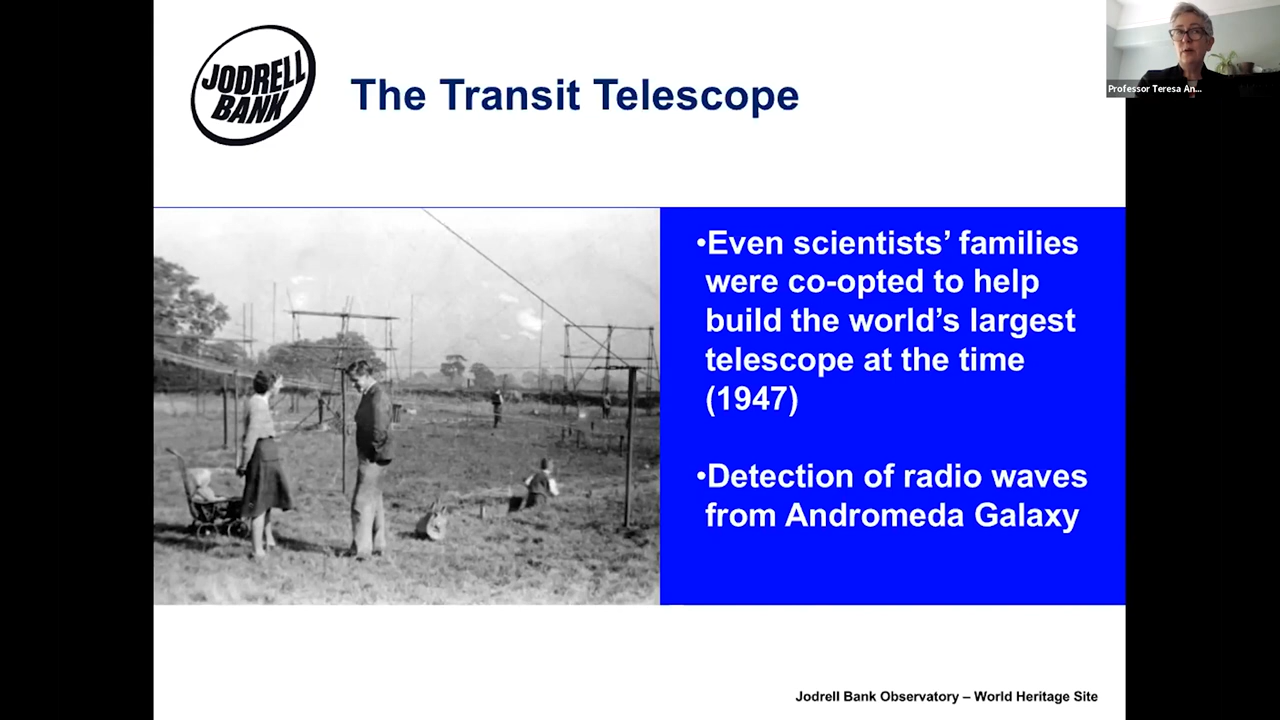 JODRELL
BANK
The Transit Telescope
Professor Teresa An...
•Even scientists’ families
were co-opted to help
build the world’s largest
telescope at the time
(1947)
•Detection of radio waves
from Andromeda Galaxy
Jodrell Bank Observatory – World Heritage Site